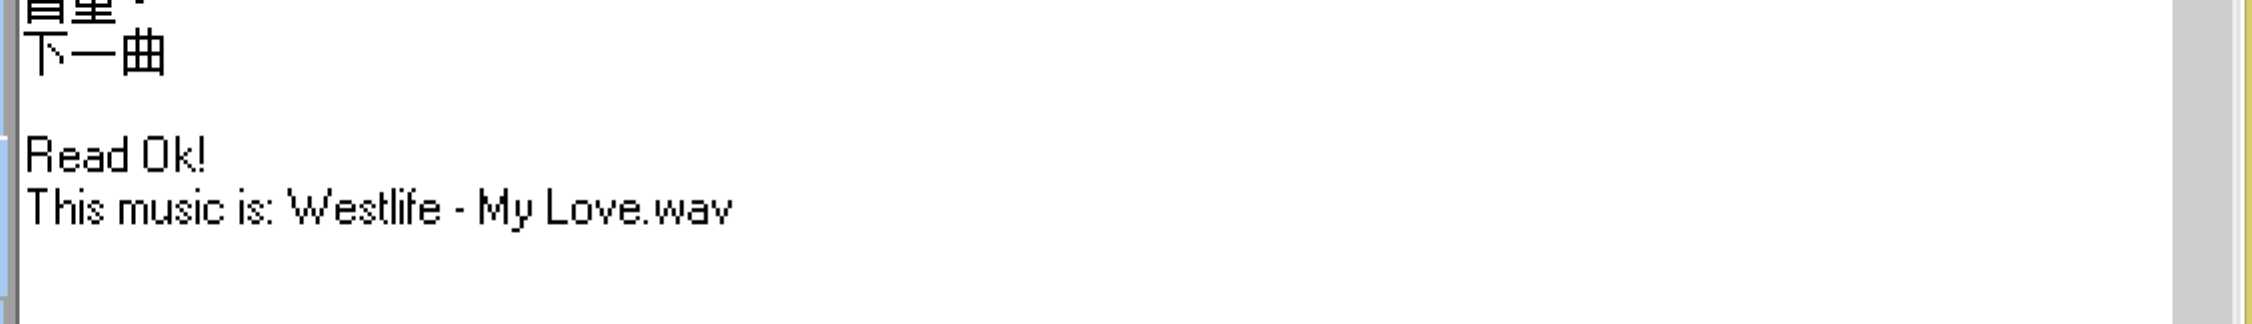 下一曲
Read Ok!
This music is: Westlife - My Love.wav